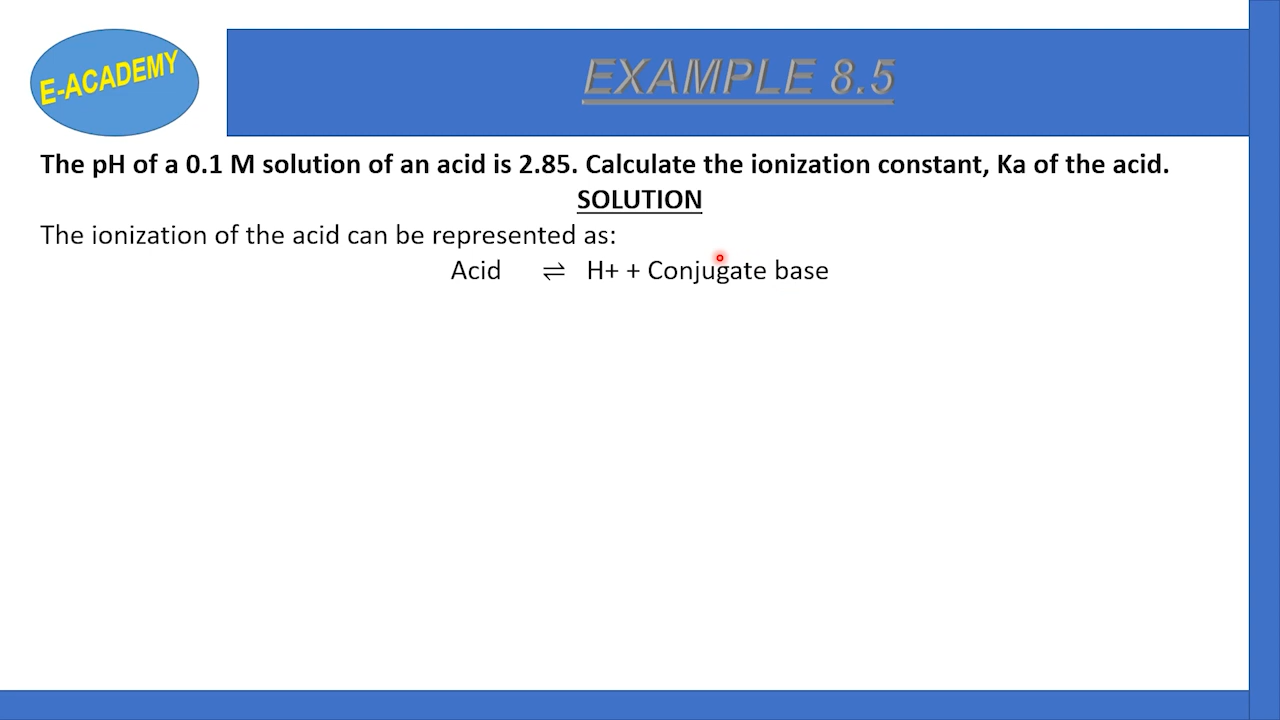 E-ACADEMY
EXAMPLE 8.5
The pH of a 0.1 M solution of an acid is 2.85. Calculate the ionization constant, Ka of the acid.
SOLUTION
The ionization of the acid can be represented as:
Acid ⇌ H+ + Conjugate base